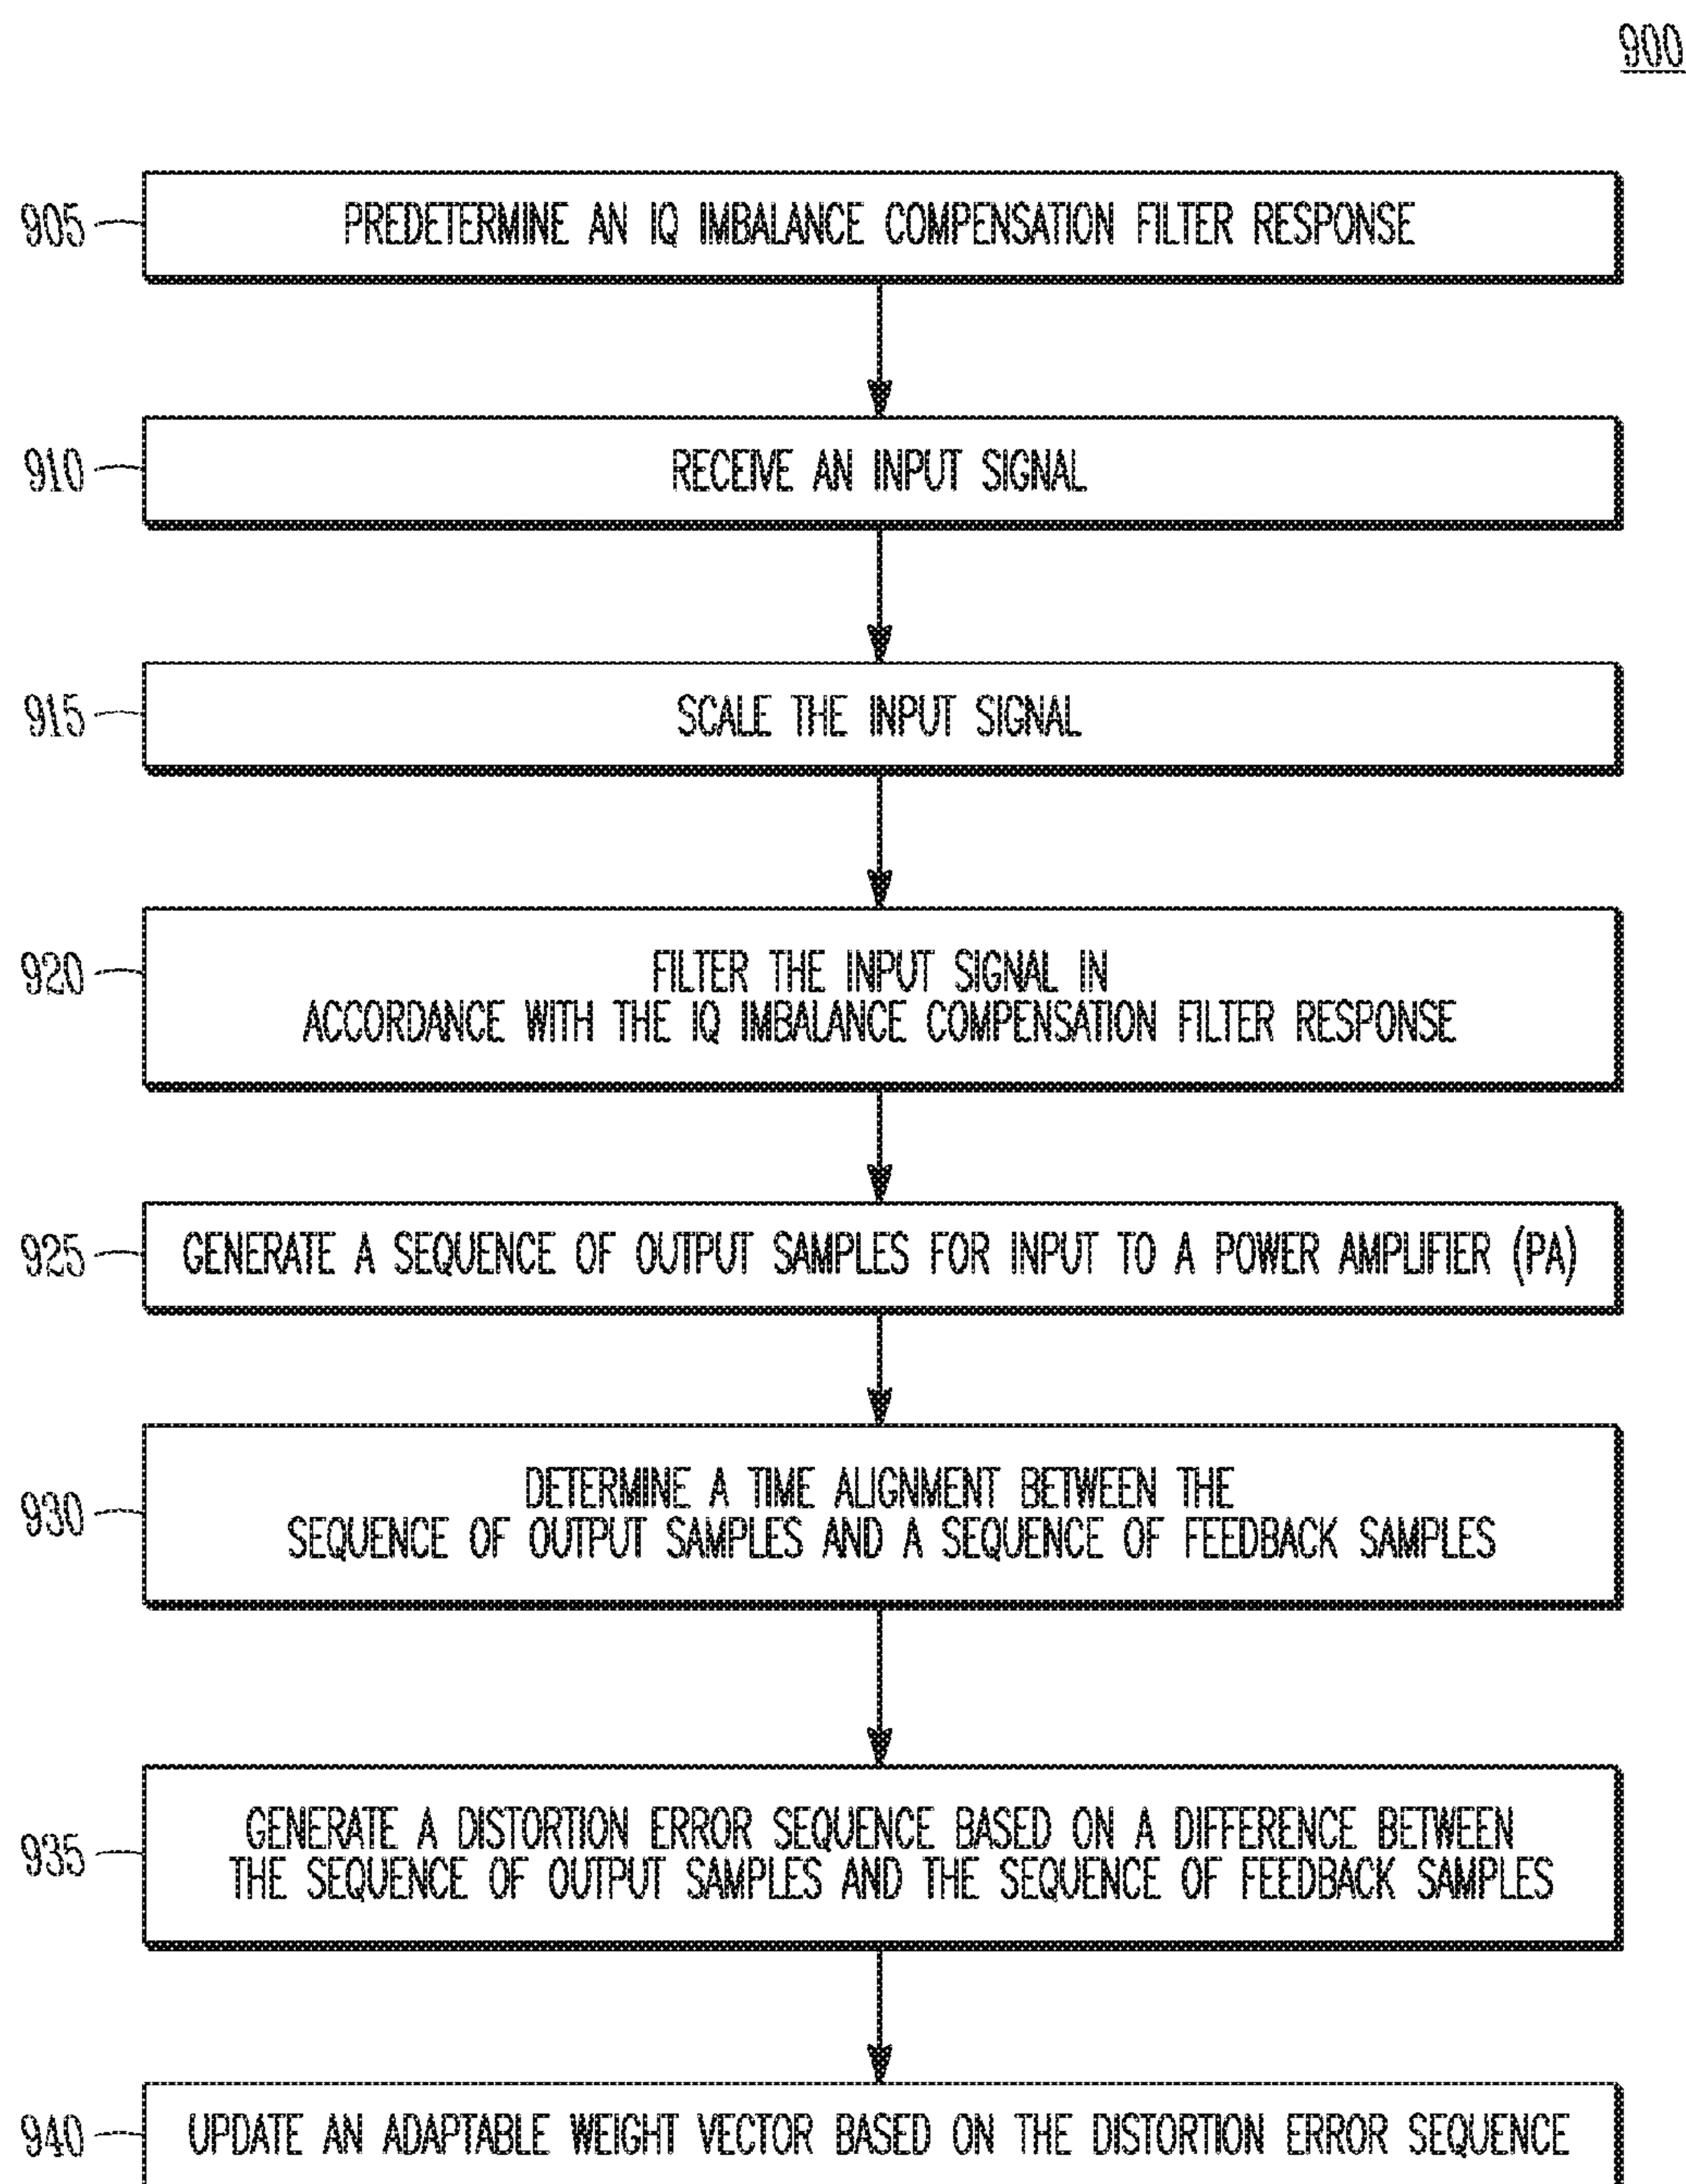 900
905
PREDETERMINE AN IQ IMBALANCE COMPENSATION FILTER RESPONSE
910
RECEIVE AN INPUT SIGNAL
915
SCALE THE INPUT SIGNAL
920
FILTER THE INPUT SIGNAL IN
ACCORDANCE WITH THE IQ IMBALANCE COMPENSATION FILTER RESPONSE
925
GENERATE A SEQUENCE OF OUTPUT SAMPLES FOR INPUT TO A POWER AMPLIFIER (PA)
930
DETERMINE A TIME ALIGNMENT BETWEEN THE
SEQUENCE OF OUTPUT SAMPLES AND A SEQUENCE OF FEEDBACK SAMPLES
935
GENERATE A DISTORTION ERROR SEQUENCE BASED ON A DIFFERENCE BETWEEN
THE SEQUENCE OF OUTPUT SAMPLES AND THE SEQUENCE OF FEEDBACK SAMPLES
940
UPDATE AN ADAPTABLE WEIGHT VECTOR BASED ON THE DISTORTION ERROR SEQUENCE